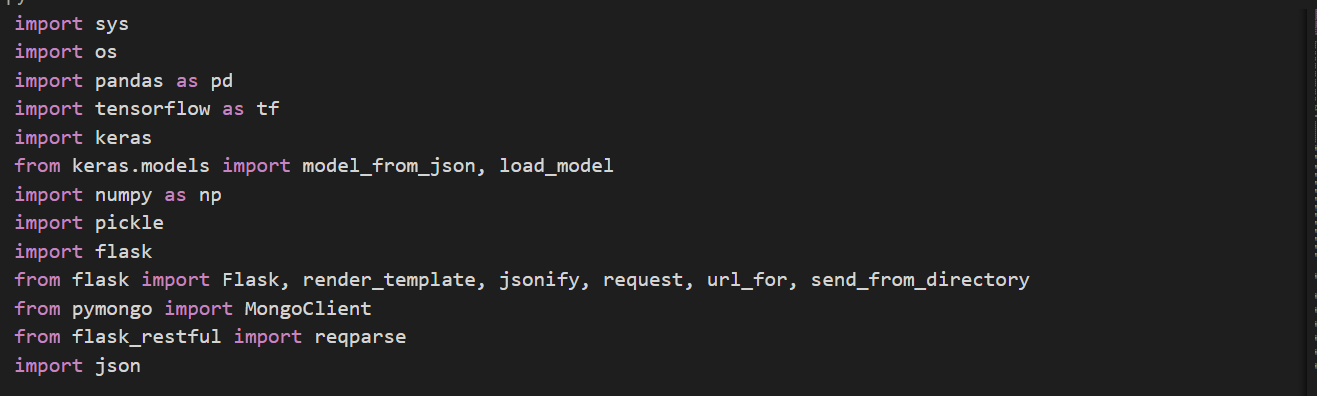 import sys
import os
import pandas as pd
import tensorflow as tf
import keras
from keras.models import model_from_json, load_model
import numpy as np
import pickle
import flask
from flask import Flask, render_template, jsonify, request, url_for, send_from_directory
from pymongo import MongoClient
from flask_restful import reqparse
import json